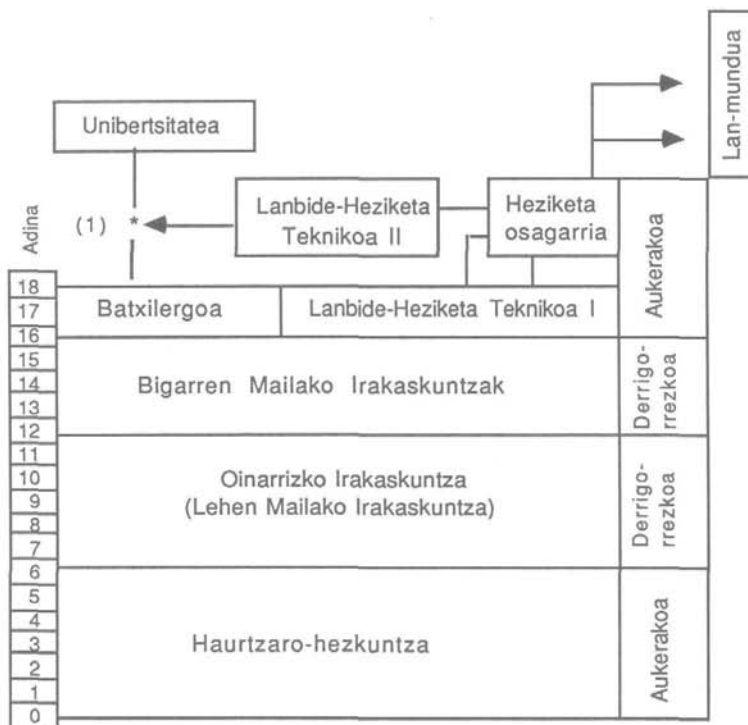 Lan-mundua
Unibertsitatea
Adina
(1) *
Lanbide-Heziketa
Teknikoa II
Heziketa
osagarria
Aukerakoa
18
17
16
15
14
13
12
11
10
9
8
7
6
5
4
3
2
1
0
Batxilergoa
Lanbide-Heziketa Teknikoa I
Bigarren Mailako Irakaskuntzak
Derrigo-
rrezkoa
Oinarrizko Irakaskuntza
(Lehen Mailako Irakaskuntza)
Derrigo-
rrezkoa
Haurtzaro-hezkuntza
Aukerakoa